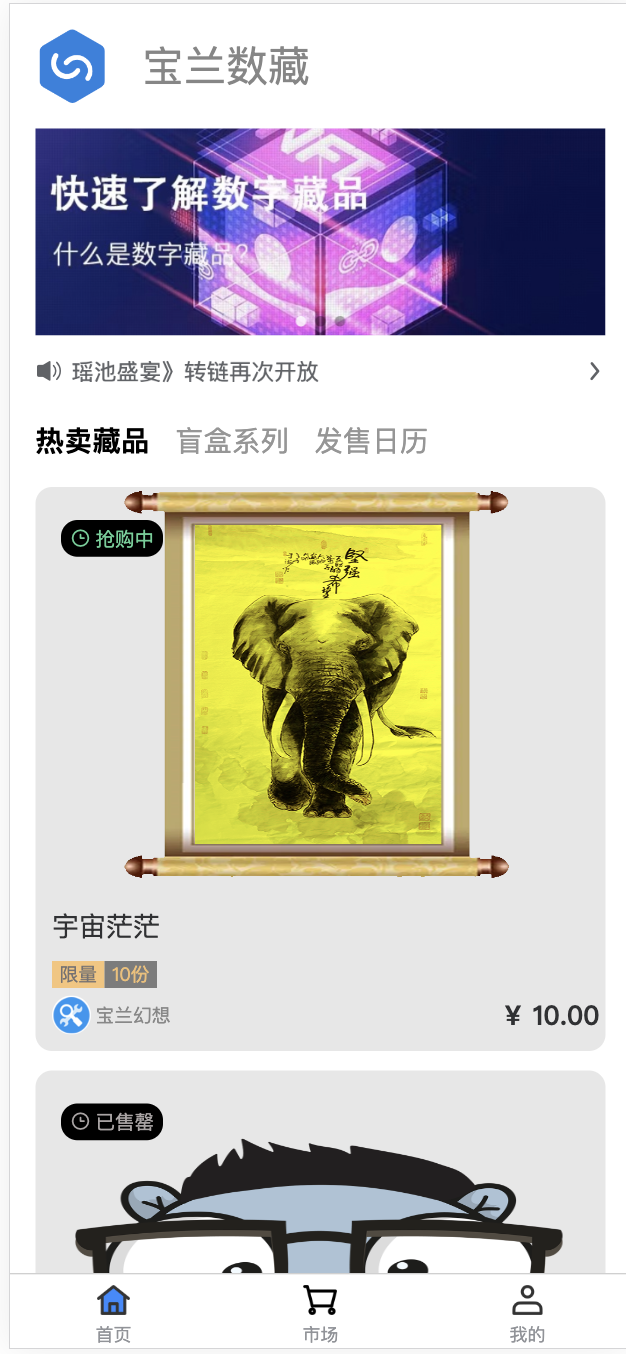 宝兰数藏
NFT
快速了解数字藏品
什么是数字藏品?
瑶池盛宴》转链再次开放
热卖藏品 盲盒系列 发售日历
抢购中
坚强
希望
宇宙茫茫
限量 10份
宝兰幻想
¥ 10.00
已售罄
首页 市场 我的